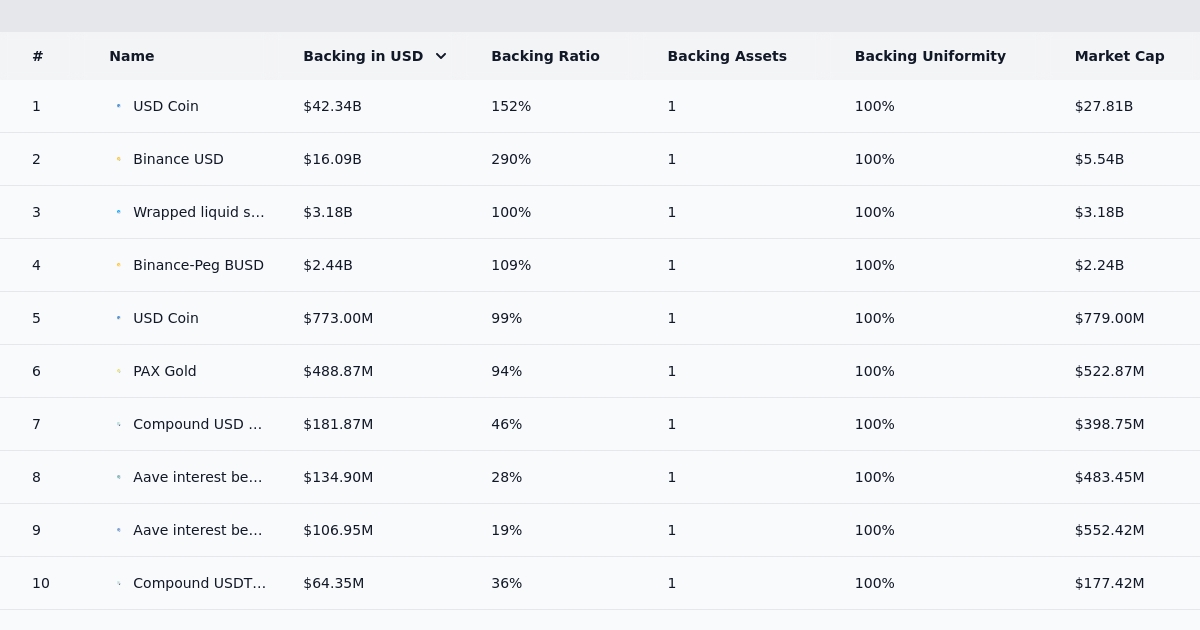 # Name Backing in USD Backing Ratio Backing Assets Backing Uniformity Market Cap
1 USD Coin $42.34B 152% 1 100% $27.81B
2 Binance USD $16.09B 290% 1 100% $5.54B
3 Wrapped liquid s... $3.18B 100% 1 100% $3.18B
4 Binance-Peg BUSD $2.44B 109% 1 100% $2.24B
5 USD Coin $773.00M 99% 1 100% $779.00M
6 PAX Gold $488.87M 94% 1 100% $522.87M
7 Compound USD ... $181.87M 46% 1 100% $398.75M
8 Aave interest be... $134.90M 28% 1 100% $483.45M
9 Aave interest be... $106.95M 19% 1 100% $552.42M
10 Compound USDT... $64.35M 36% 1 100% $177.42M